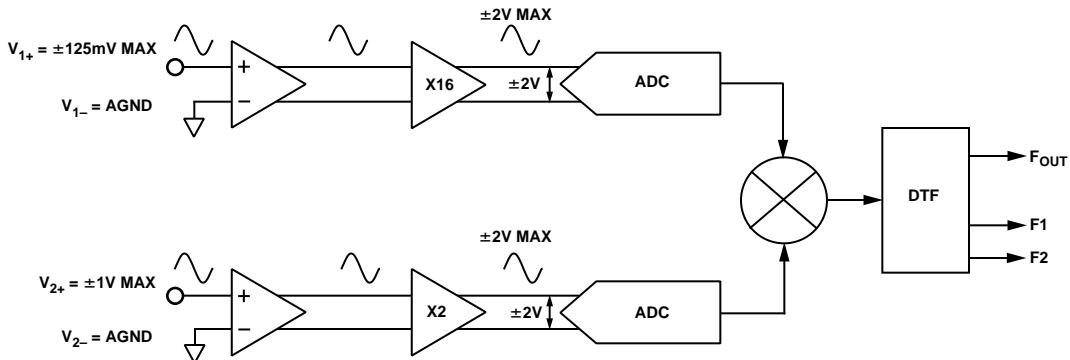 ±2V MAX
V1+ = ±125mV MAX
+
–
X16
±2V
ADC
V1– = AGND
FOUT
DTF
F1
F2
±2V MAX
V2+ = ±1V MAX
+
–
X2
±2V
ADC
V2– = AGND